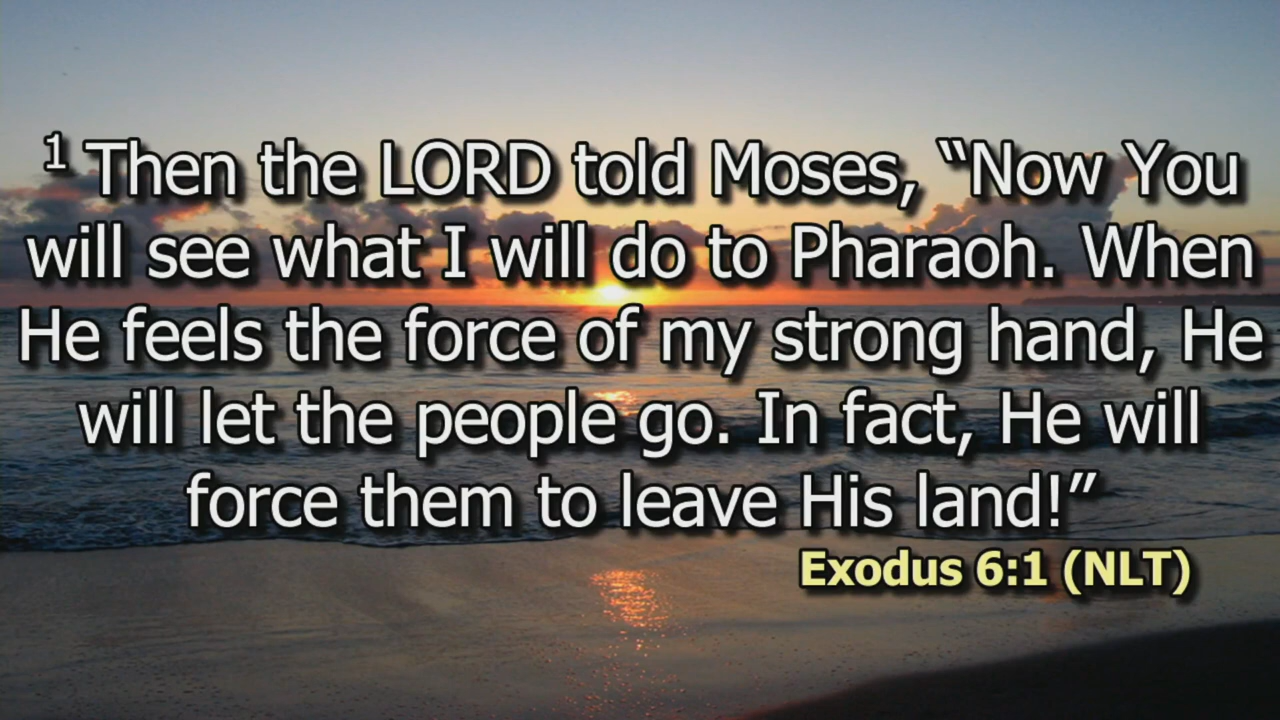 ¹ Then the LORD told Moses, “Now You
will see what I will do to Pharaoh. When
He feels the force of my strong hand, He
will let the people go. In fact, He will
force them to leave His land!”
Exodus 6:1 (NLT)